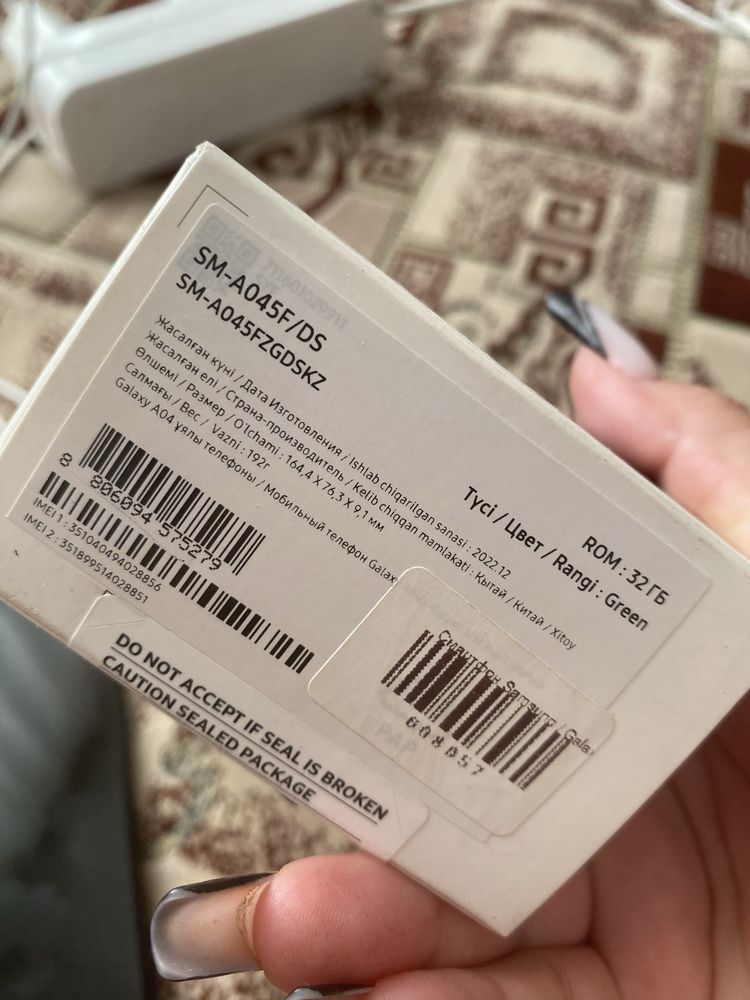 Z11601029911
SM-A045F/DS
SM-A045FZGDSKZ
ROM : 32 ГБ
Түсі / Цвет / Rangi : Green
Жасалған күні / Дата Изготовления / Ishlab chiqarilgan sanasi : 2022.12
Жасалған елі / Страна-производитель / Kelib chiqqan mamlakati : Қытай / Китай / Xitoy
Өлшемі / Размер / O'lchami : 164,4 X 76,3 X 9,1 мм
Салмағы / Вес / Vazni : 192г
Galaxy A04 ұялы телефоны / Мобильный телефон Galax
8 806094 575279
IMEI 1 : 351040494028856
IMEI 2 : 351899514028851
Смартфон Samsung Gala
608057
DO NOT ACCEPT IF SEAL IS BROKEN
CAUTION SEALED PACKAGE